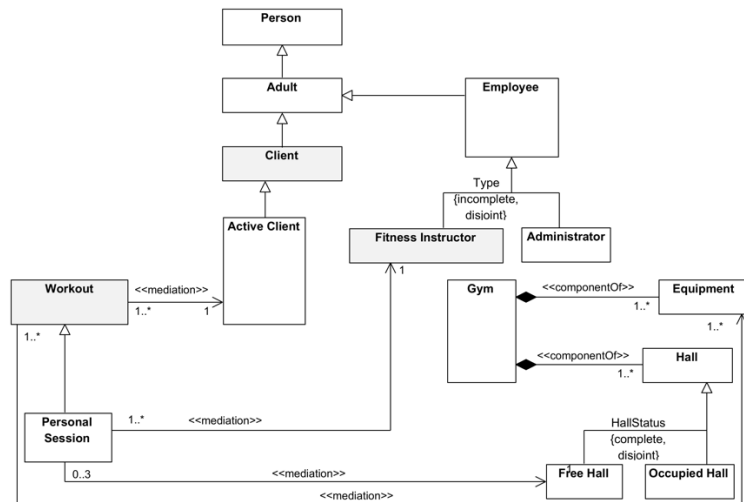 Person
Adult
Employee
Client
Type
{incomplete,
disjoint}
Active Client
Fitness Instructor
Administrator
1
Workout
<<mediation>>
1..*
1
1..*
Gym
<<componentOf>>
1..*
Equipment
1..*
<<componentOf>>
1..*
Hall
Personal
Session
1..*
<<mediation>>
HallStatus
{complete,
disjoint}
0..3
<<mediation>>
1
Free Hall
Occupied Hall
<<mediation>>